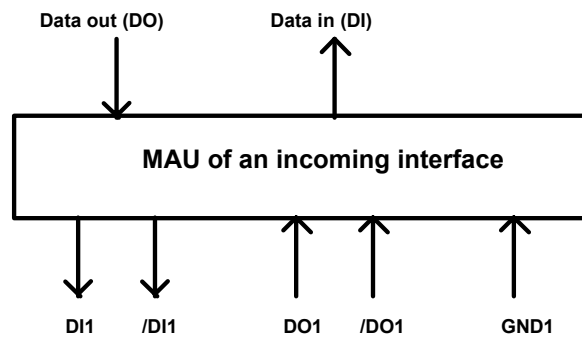 Data out (DO) Data in (DI)
MAU of an incoming interface
DI1 /DI1 DO1 /DO1 GND1